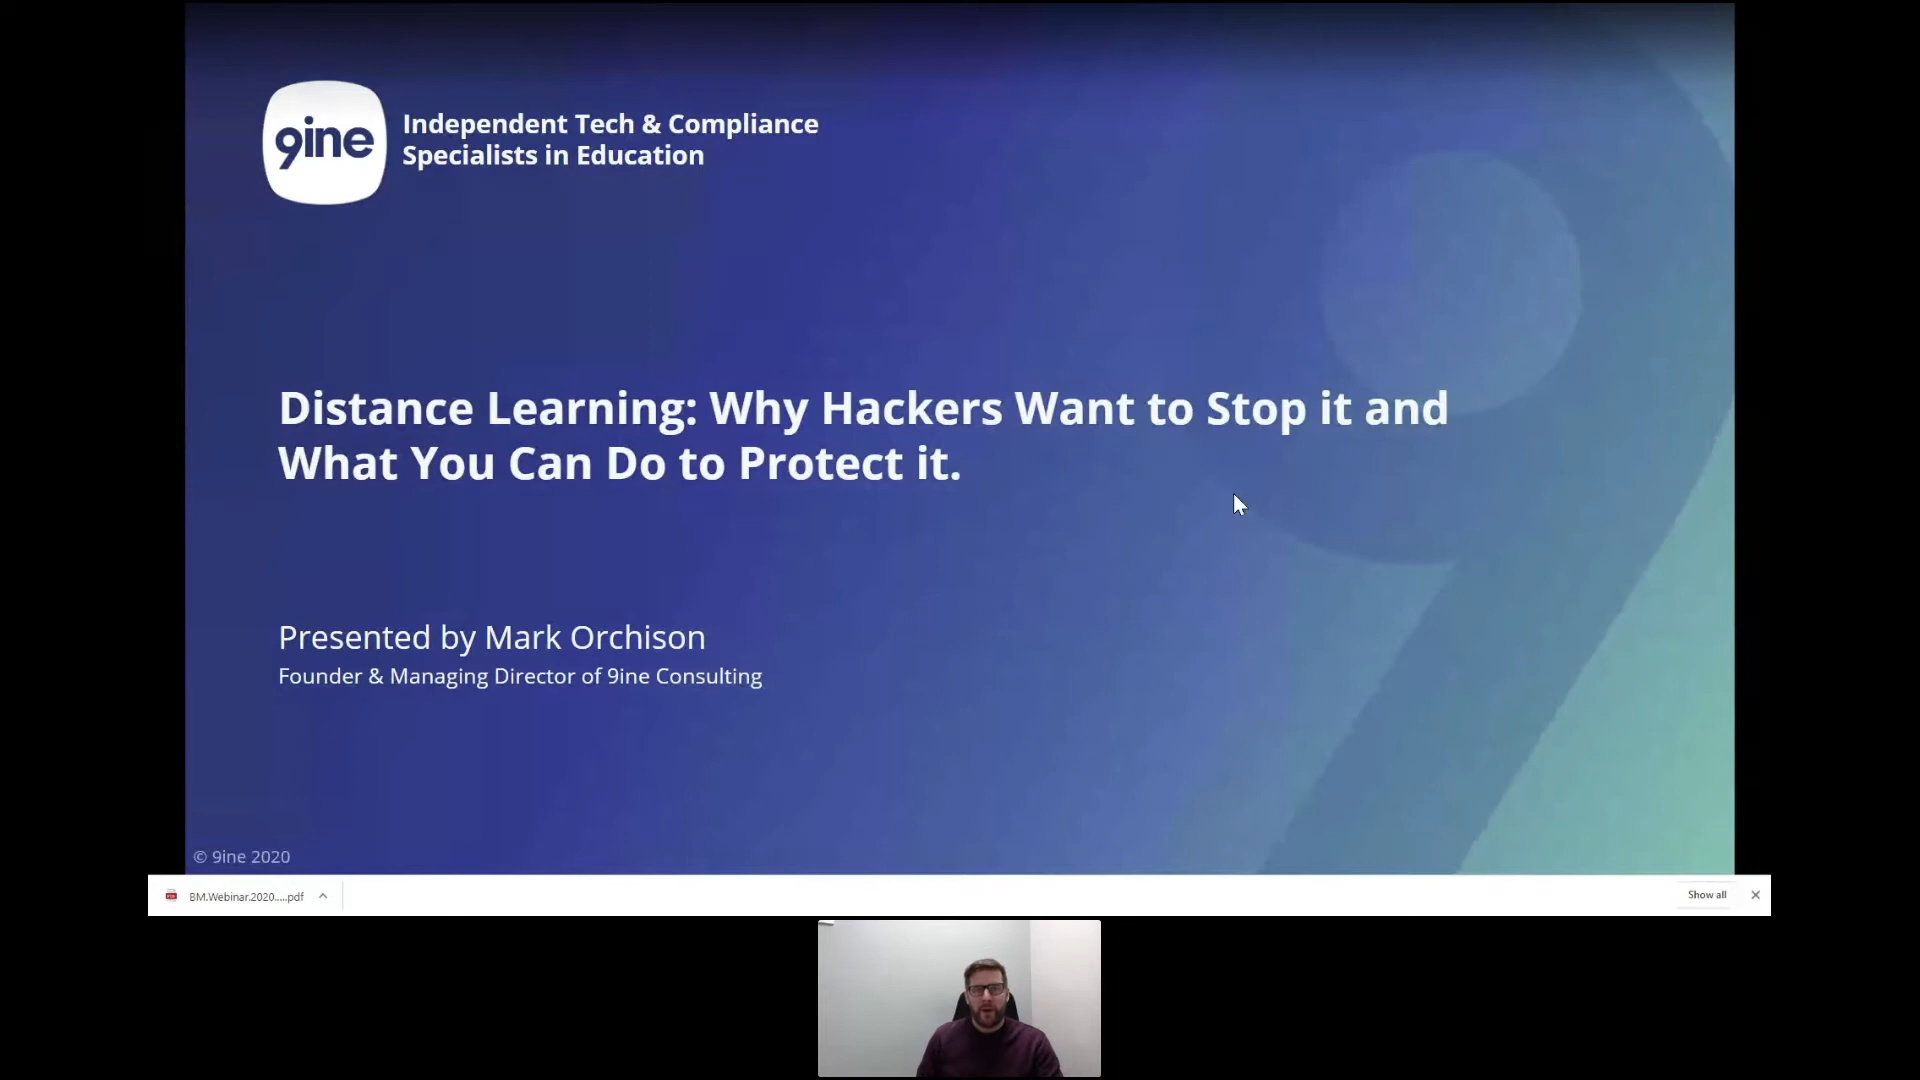 9ine
Independent Tech & Compliance
Specialists in Education
Distance Learning: Why Hackers Want to Stop it and
What You Can Do to Protect it.
Presented by Mark Orchison
Founder & Managing Director of 9ine Consulting
© 9ine 2020
BM.Webinar.2020.....pdf
Show all